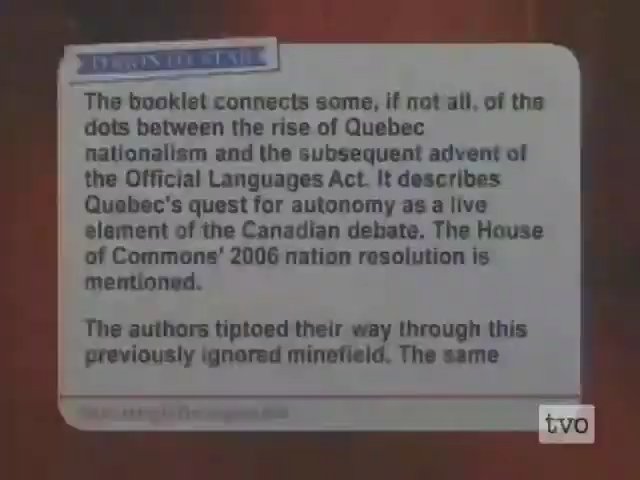 TORONTO STAR
The booklet connects some, if not all, of the
dots between the rise of Quebec
nationalism and the subsequent advent of
the Official Languages Act. It describes
Quebec's quest for autonomy as a live
element of the Canadian debate. The House
of Commons' 2006 nation resolution is
mentioned.
The authors tiptoed their way through this
previously ignored minefield. The same
tvo